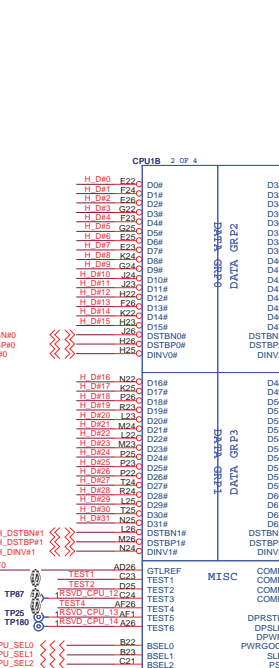 CPU1B 2 OF 4
H_D#0 E22 D0#
H_D#1 F24 D1#
H_D#2 E26 D2#
H_D#3 G22 D3#
H_D#4 F23 D4#
H_D#5 G25 D5#
H_D#6 E25 D6#
H_D#7 E23 D7#
H_D#8 K24 D8#
H_D#9 G24 D9#
H_D#10 J24 D10#
H_D#11 J23 D11#
H_D#12 H22 D12#
H_D#13 F26 D13#
H_D#14 K22 D14#
H_D#15 H23 D15#
J26 DSTBN0# DSTBN
H26 DSTBP0# DSTBP
H25 DINV0# DINV
DATA GRP0
DATA GRP2
H_D#16 N22 D16#
H_D#17 K25 D17#
H_D#18 P26 D18#
H_D#19 R23 D19#
H_D#20 L23 D20#
H_D#21 M24 D21#
H_D#22 L22 D22#
H_D#23 M23 D23#
H_D#24 P25 D24#
H_D#25 P23 D25#
H_D#26 P22 D26#
H_D#27 T24 D27#
H_D#28 R24 D28#
H_D#29 L25 D29#
H_D#30 T25 D30#
H_D#31 N25 D31#
H_DSTBN#1 L26 DSTBN1# DSTBN
H_DSTBP#1 M26 DSTBP1# DSTBP
H_DINV#1 N24 DINV1# DINV
DATA GRP1
DATA GRP3
AD26 GTLREF
MISC
TEST1 C23 TEST1
TEST2 D25 TEST2
TP87 RSVD_CPU_12 C24 TEST3
TEST4 AF26 TEST4
TP25 RSVD_CPU_13 AF1 TEST5
TP180 RSVD_CPU_14 A26 TEST6
PU_SEL0 B22 BSEL0
PU_SEL1 B23 BSEL1
PU_SEL2 C21 BSEL2